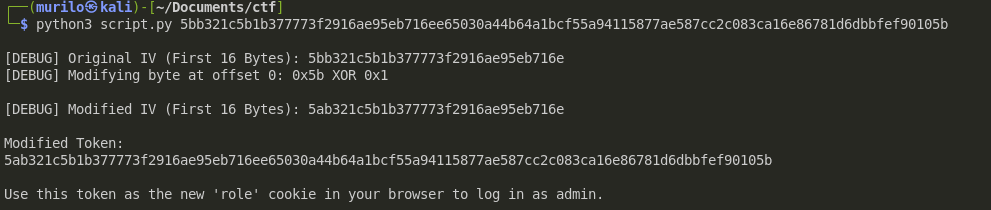 ┌──(murilo㉿kali)-[~/Documents/ctf]
└─$ python3 script.py 5bb321c5b1b377773f2916ae95eb716ee65030a44b64a1bcf55a94115877ae587cc2c083ca16e86781d6dbbfef90105b
[DEBUG] Original IV (First 16 Bytes): 5bb321c5b1b377773f2916ae95eb716e
[DEBUG] Modifying byte at offset 0: 0x5b XOR 0x1
[DEBUG] Modified IV (First 16 Bytes): 5ab321c5b1b377773f2916ae95eb716e
Modified Token:
5ab321c5b1b377773f2916ae95eb716ee65030a44b64a1bcf55a94115877ae587cc2c083ca16e86781d6dbbfef90105b
Use this token as the new 'role' cookie in your browser to log in as admin.